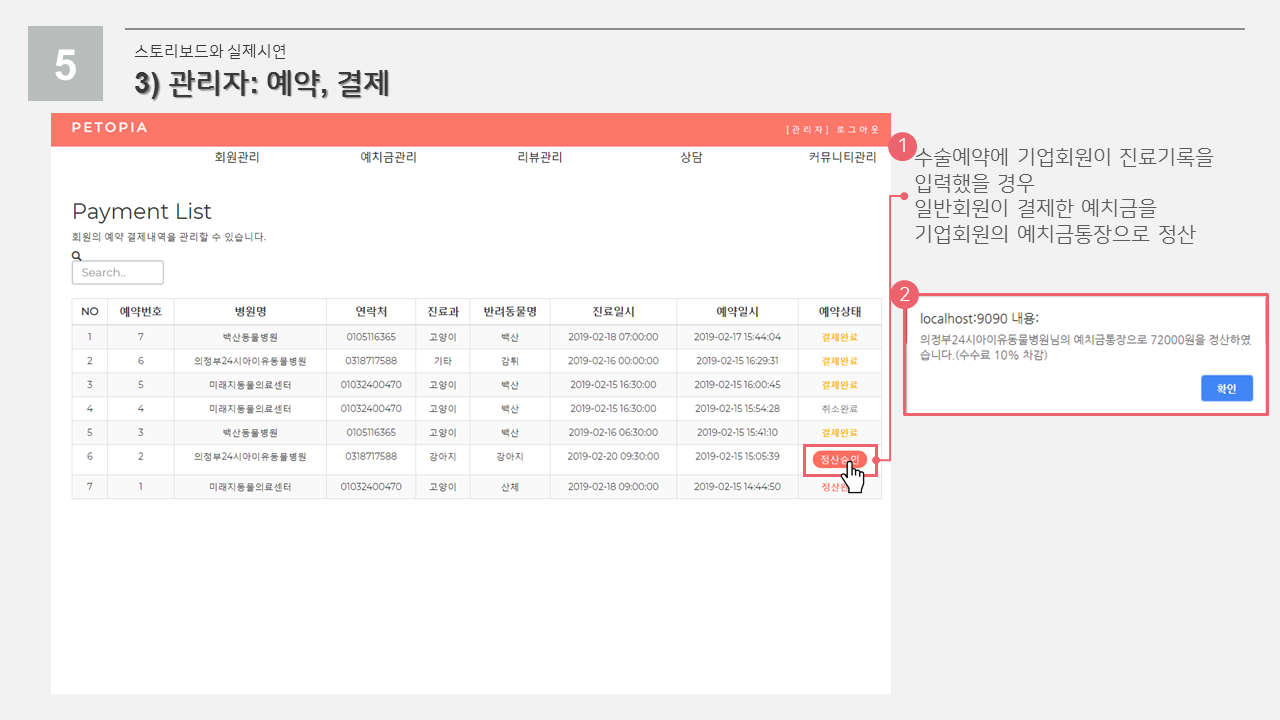 5
스토리보드와 실제시연
3) 관리자: 예약, 결제
PETOPIA
[관리자] 로그아웃
회원관리 예치금관리 리뷰관리 상담 커뮤니티관리
Payment List
회원의 예약 결제내역을 관리할 수 있습니다.
Search..
NO 예약번호 병원명 연락처 진료과 반려동물명 진료일시 예약일시 예약상태
1 7 백산동물병원 0105116365 고양이 백산 2019-02-18 07:00:00 2019-02-17 15:44:04 결제완료
2 6 의정부24시아이유동물병원 0318717588 기타 감튀 2019-02-16 00:00:00 2019-02-15 16:29:31 결제완료
3 5 미래지동물의료센터 01032400470 고양이 백산 2019-02-15 16:30:00 2019-02-15 16:00:45 결제완료
4 4 미래지동물의료센터 01032400470 고양이 백산 2019-02-15 16:30:00 2019-02-15 15:54:28 취소완료
5 3 백산동물병원 0105116365 고양이 백산 2019-02-16 06:30:00 2019-02-15 15:41:10 결제완료
6 2 의정부24시아이유동물병원 0318717588 강아지 강아지 2019-02-20 09:30:00 2019-02-15 15:05:39 정산승인
7 1 미래지동물의료센터 01032400470 고양이 산체 2019-02-18 09:00:00 2019-02-15 14:44:50
1
수술예약에 기업회원이 진료기록을
입력했을 경우
일반회원이 결제한 예치금을
기업회원의 예치금통장으로 정산
2
localhost:9090 내용:
의정부24시아이유동물병원님의 예치금통장으로 72000원을 정산하였
습니다.(수수료 10% 차감)
확인